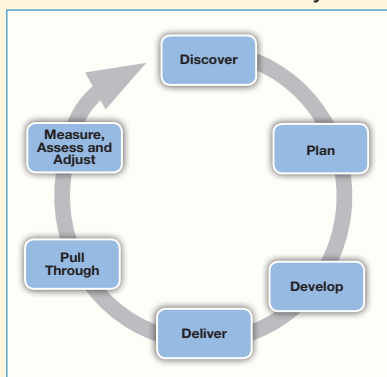 Discover
Plan
Develop
Deliver
Pull
Through
Measure,
Assess and
Adjust